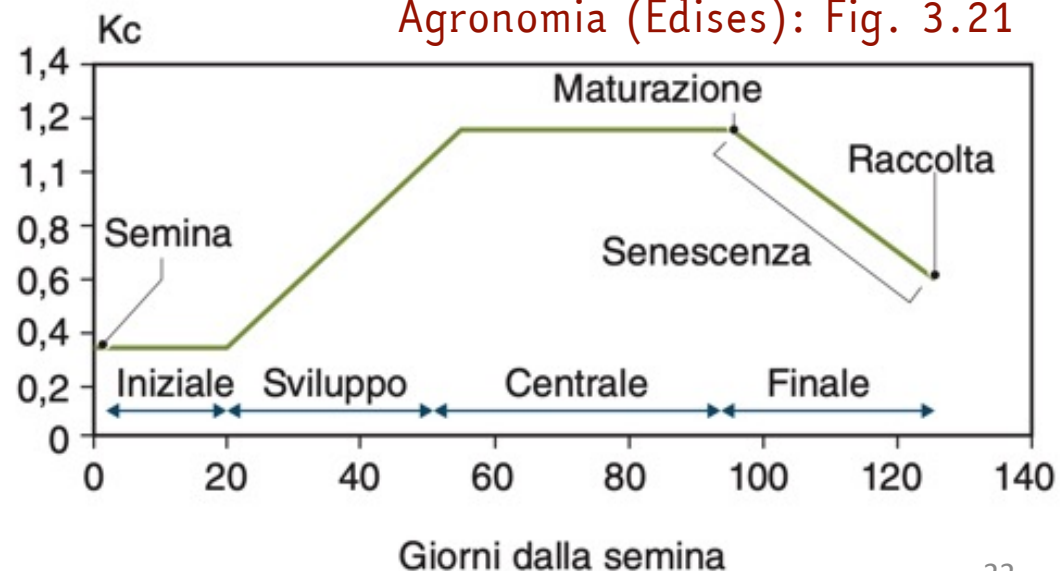 Agronomia (Edises): Fig. 3.21
Kc
1,4
Maturazione
1,2
Raccolta
1,1
0,8
Semina
Senescenza
0,6
0,4
0,2
Iniziale Sviluppo Centrale Finale
0
0 20 40 60 80 100 120 140
Giorni dalla semina